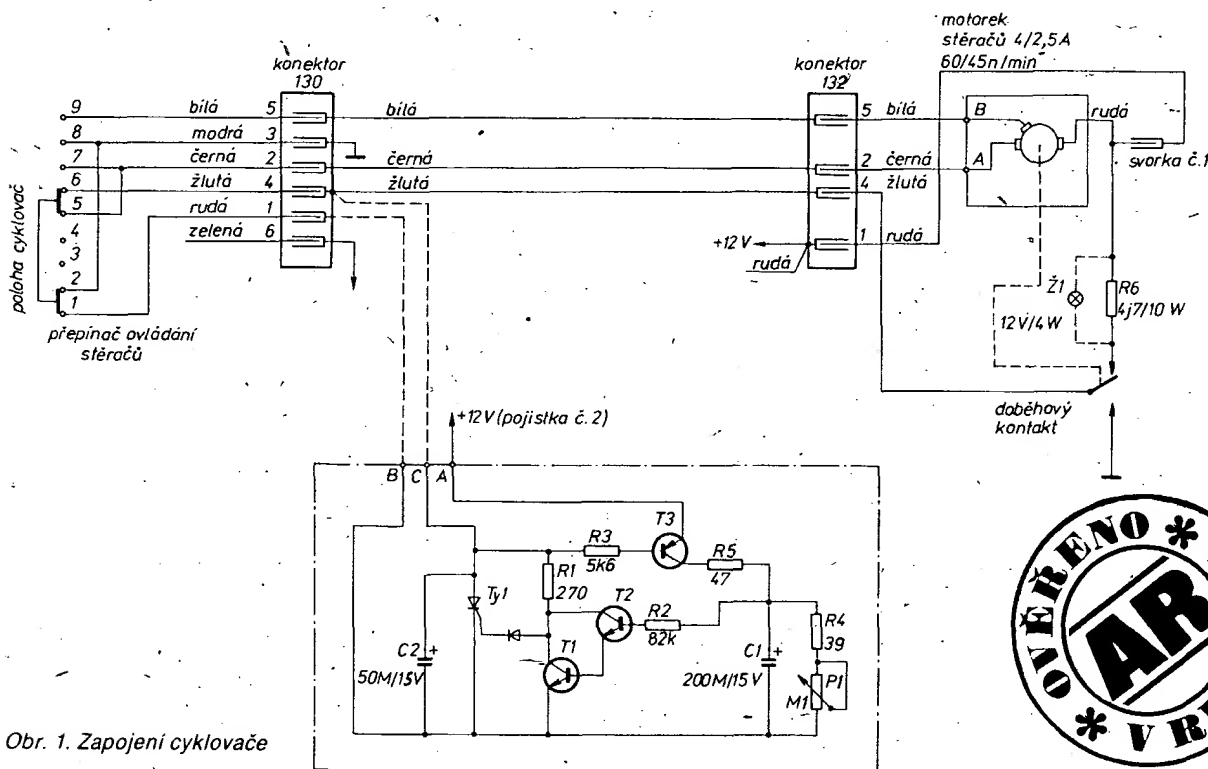 motorek
stěračů 4/2,5A
60/45n/min
konektor
130
konektor
132
9 bílá 5 bílá 5 bílá B rudá
8 modrá 3
7 černá 2 černá 2 černá A
svorka č.1
6 žlutá 4 žlutá 4 žlutá
5 rudá 1
4 zelená 6
3
2
1
+12V 1 rudá
rudá
poloha cyklovač
přepínač ovládání
stěračů
Ž1
12V/4W
R6
4j7/10 W
doběhový
kontakt
+12V (pojistka č.2)
B C A
T3
R3
5k6
R5
47
R1
270
Ty1
T2
R2
82k
R4
39
C2 +
50M/15V
T1
C1 +
200M/15V
P1
M1
OVĚŘENO
AR
V R
Obr. 1. Zapojení cyklovače